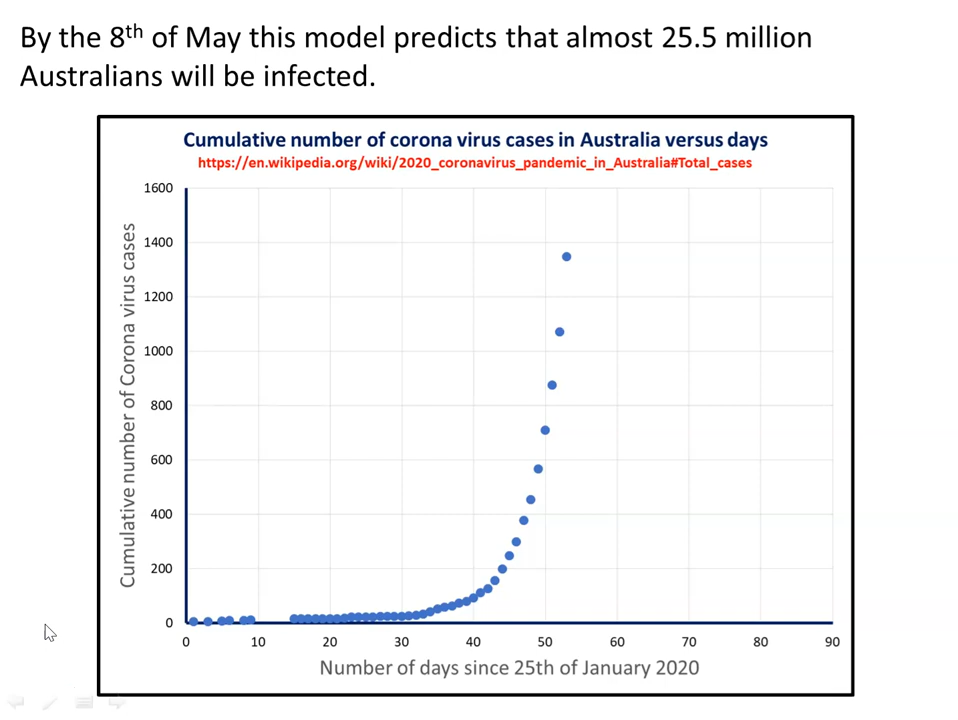 By the 8th of May this model predicts that almost 25.5 million
Australians will be infected.
Cumulative number of corona virus cases in Australia versus days
https://en.wikipedia.org/wiki/2020_coronavirus_pandemic_in_Australia#Total_cases
Cumulative number of Corona virus cases
1600
1400
1200
1000
800
600
400
200
0
0 10 20 30 40 50 60 70 80 90
Number of days since 25th of January 2020